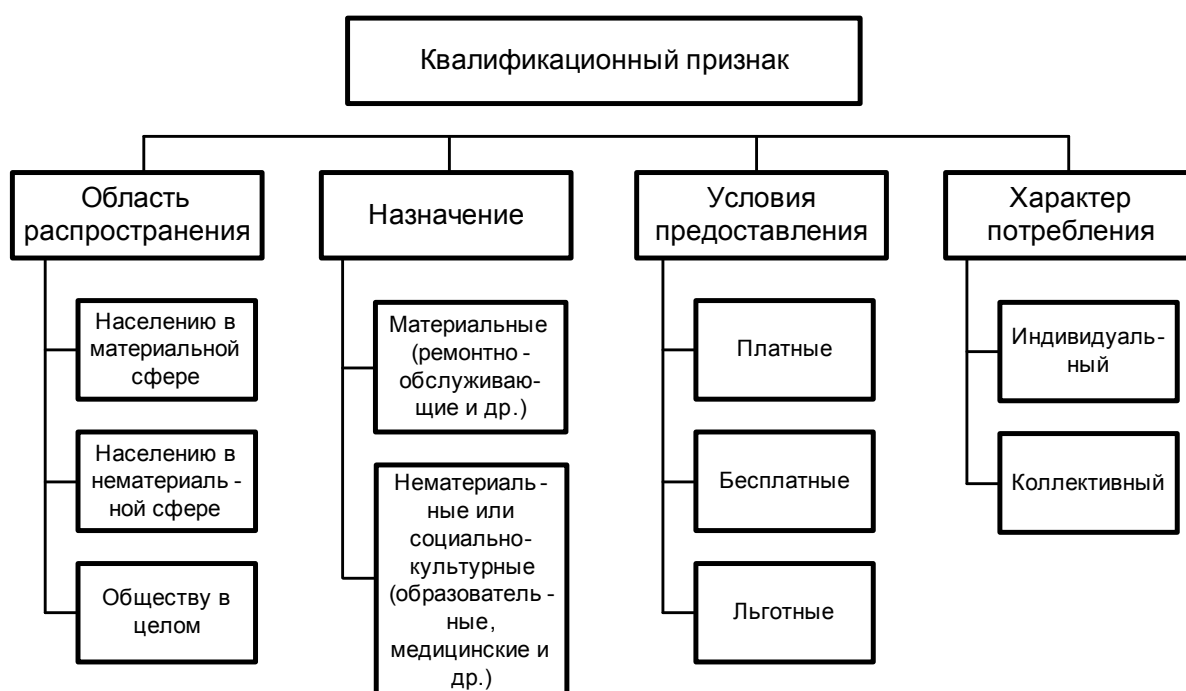 Квалификационный признак
Область
распространения
Назначение
Условия
предоставления
Характер
потребления
Населению в
материальной
сфере
Населению в
нематериаль -
ной сфере
Обществу в
целом
Материальные
(ремонтно -
обслуживаю-
щие и др.)
Нематериаль -
ные или
социально-
культурные
(образователь -
ные,
медицинские и
др.)
Платные
Бесплатные
Льготные
Индивидуаль-
ный
Коллективный